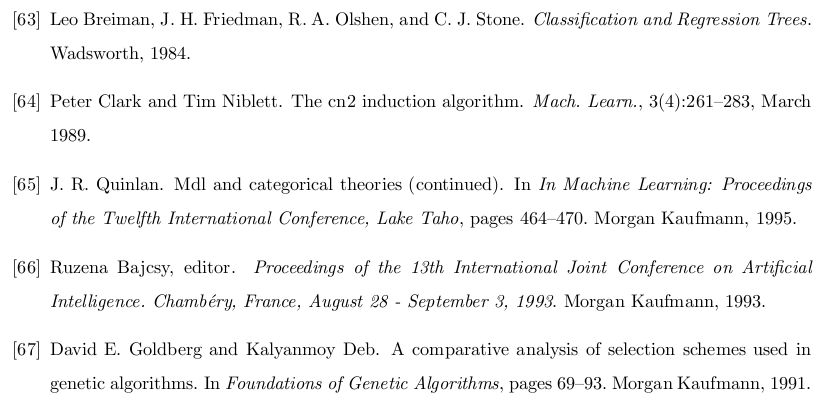 [63] Leo Breiman, J. H. Friedman, R. A. Olshen, and C. J. Stone. Classification and Regression Trees.
Wadsworth, 1984.
[64] Peter Clark and Tim Niblett. The cn2 induction algorithm. Mach. Learn., 3(4):261–283, March
1989.
[65] J. R. Quinlan. Mdl and categorical theories (continued). In In Machine Learning: Proceedings
of the Twelfth International Conference, Lake Taho, pages 464–470. Morgan Kaufmann, 1995.
[66] Ruzena Bajcsy, editor. Proceedings of the 13th International Joint Conference on Artificial
Intelligence. Chambéry, France, August 28 - September 3, 1993. Morgan Kaufmann, 1993.
[67] David E. Goldberg and Kalyanmoy Deb. A comparative analysis of selection schemes used in
genetic algorithms. In Foundations of Genetic Algorithms, pages 69–93. Morgan Kaufmann, 1991.